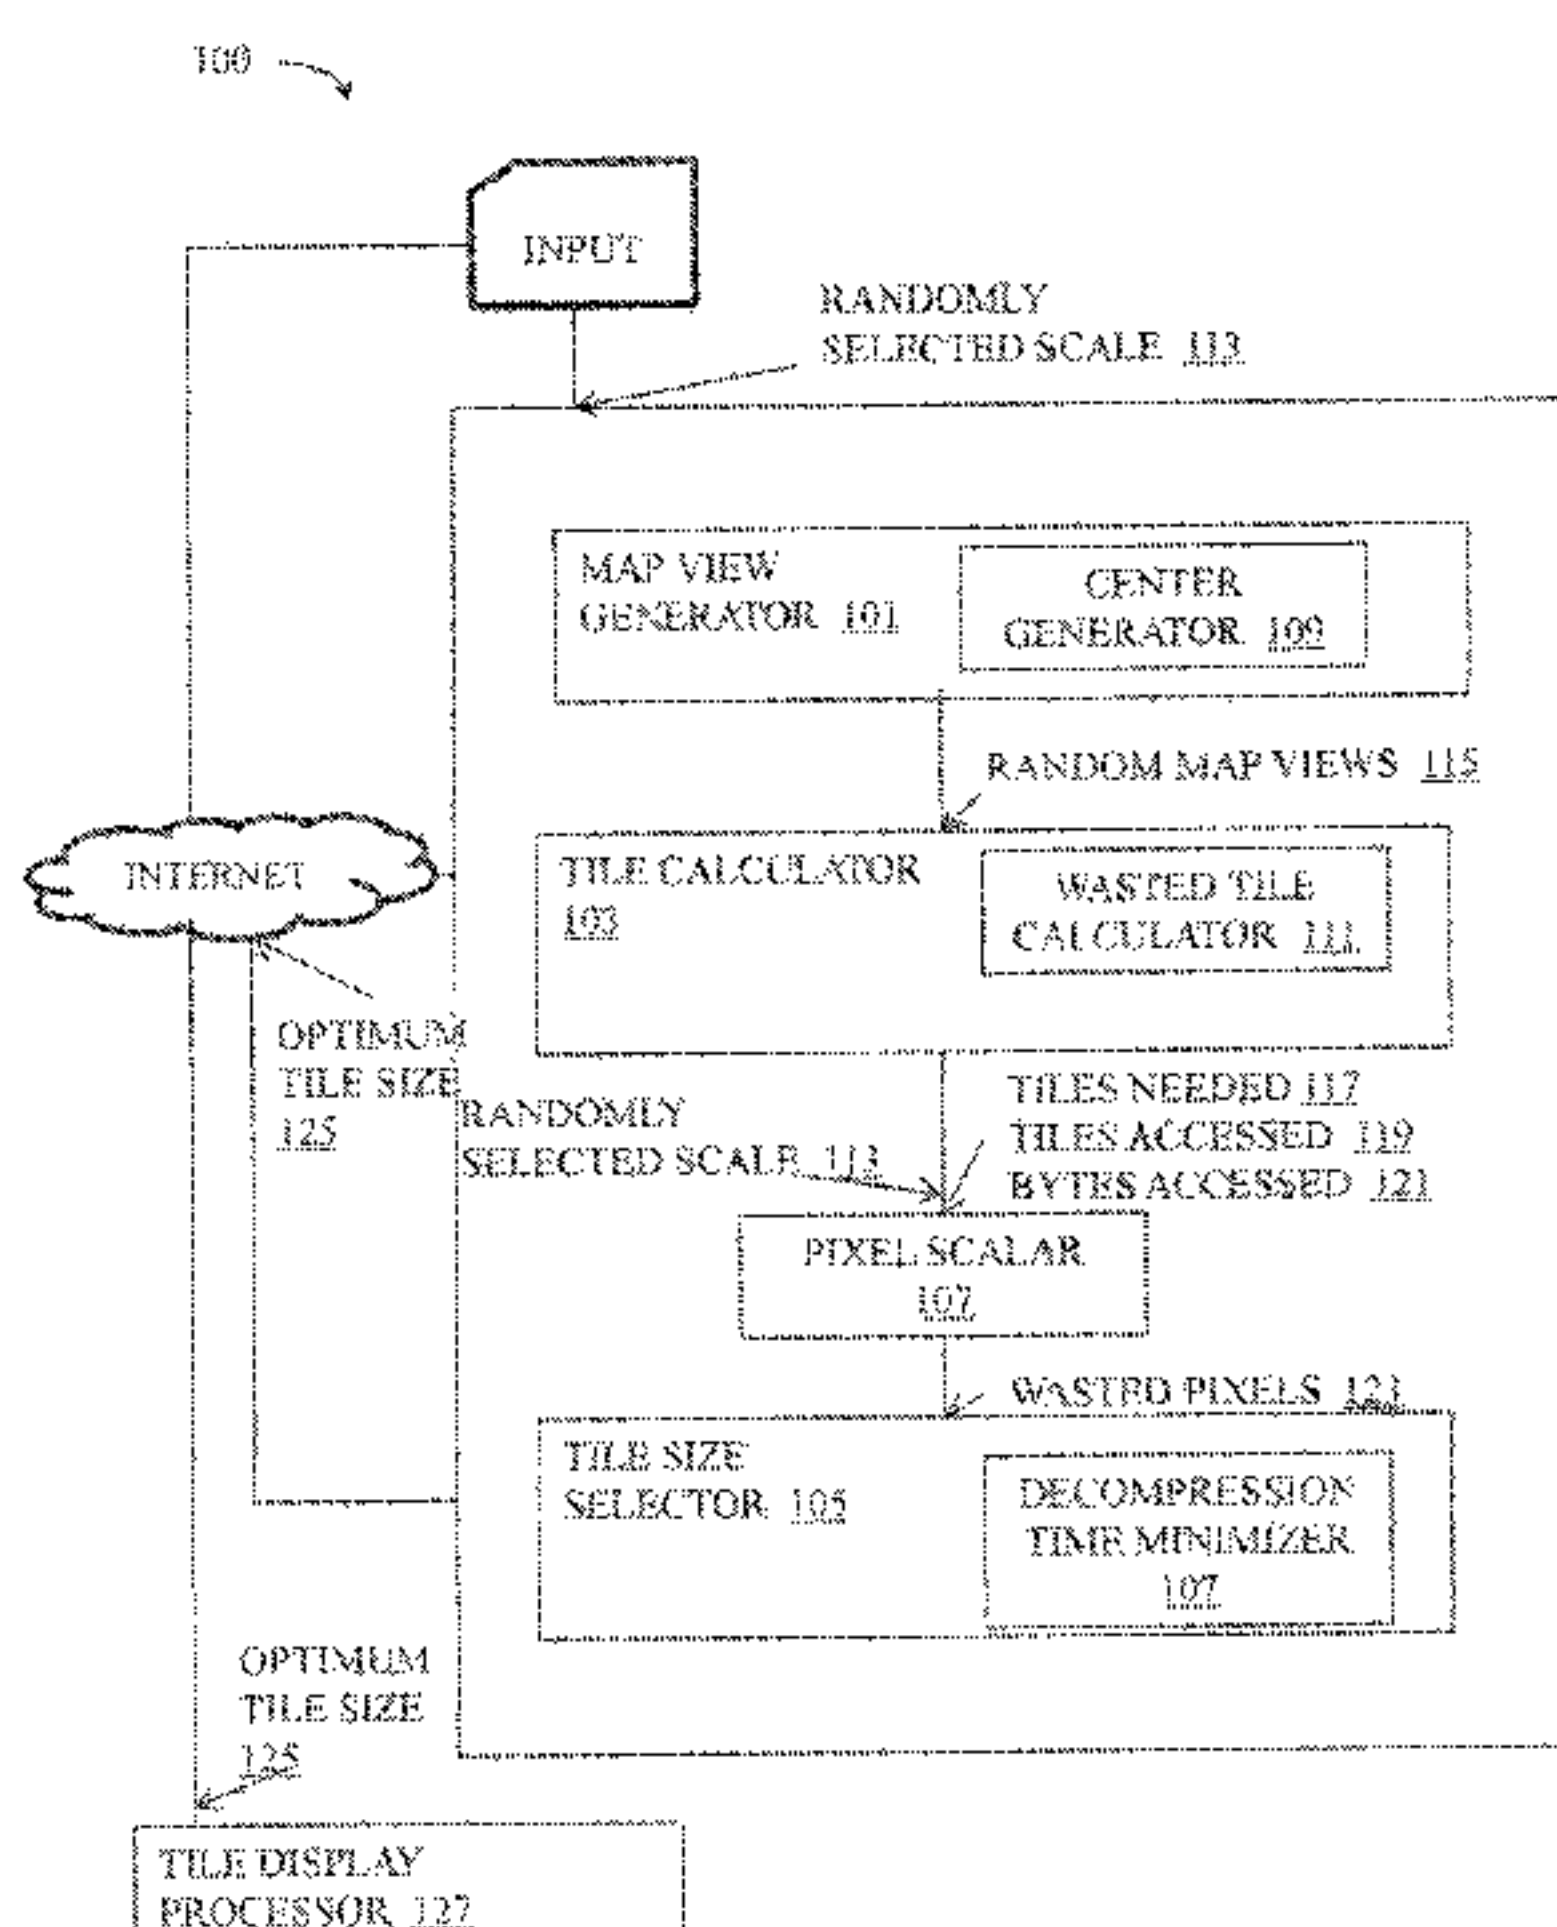 100
INPUT
RANDOMLY
SELECTED SCALE 113
MAP VIEW
GENERATOR 101
CENTER
GENERATOR 109
RANDOM MAP VIEWS 115
INTERNET
TILE CALCULATOR
103
WASTED TILE
CALCULATOR 111
OPTIMUM
TILE SIZE
125
RANDOMLY
SELECTED SCALE 113
TILES NEEDED 117
TILES ACCESSED 119
BYTES ACCESSED 121
PIXEL SCALAR
107
WASTED PIXELS 123
TILE SIZE
SELECTOR 105
DECOMPRESSION
TIME MINIMIZER
107
OPTIMUM
TILE SIZE
125
TILE DISPLAY
PROCESSOR 127